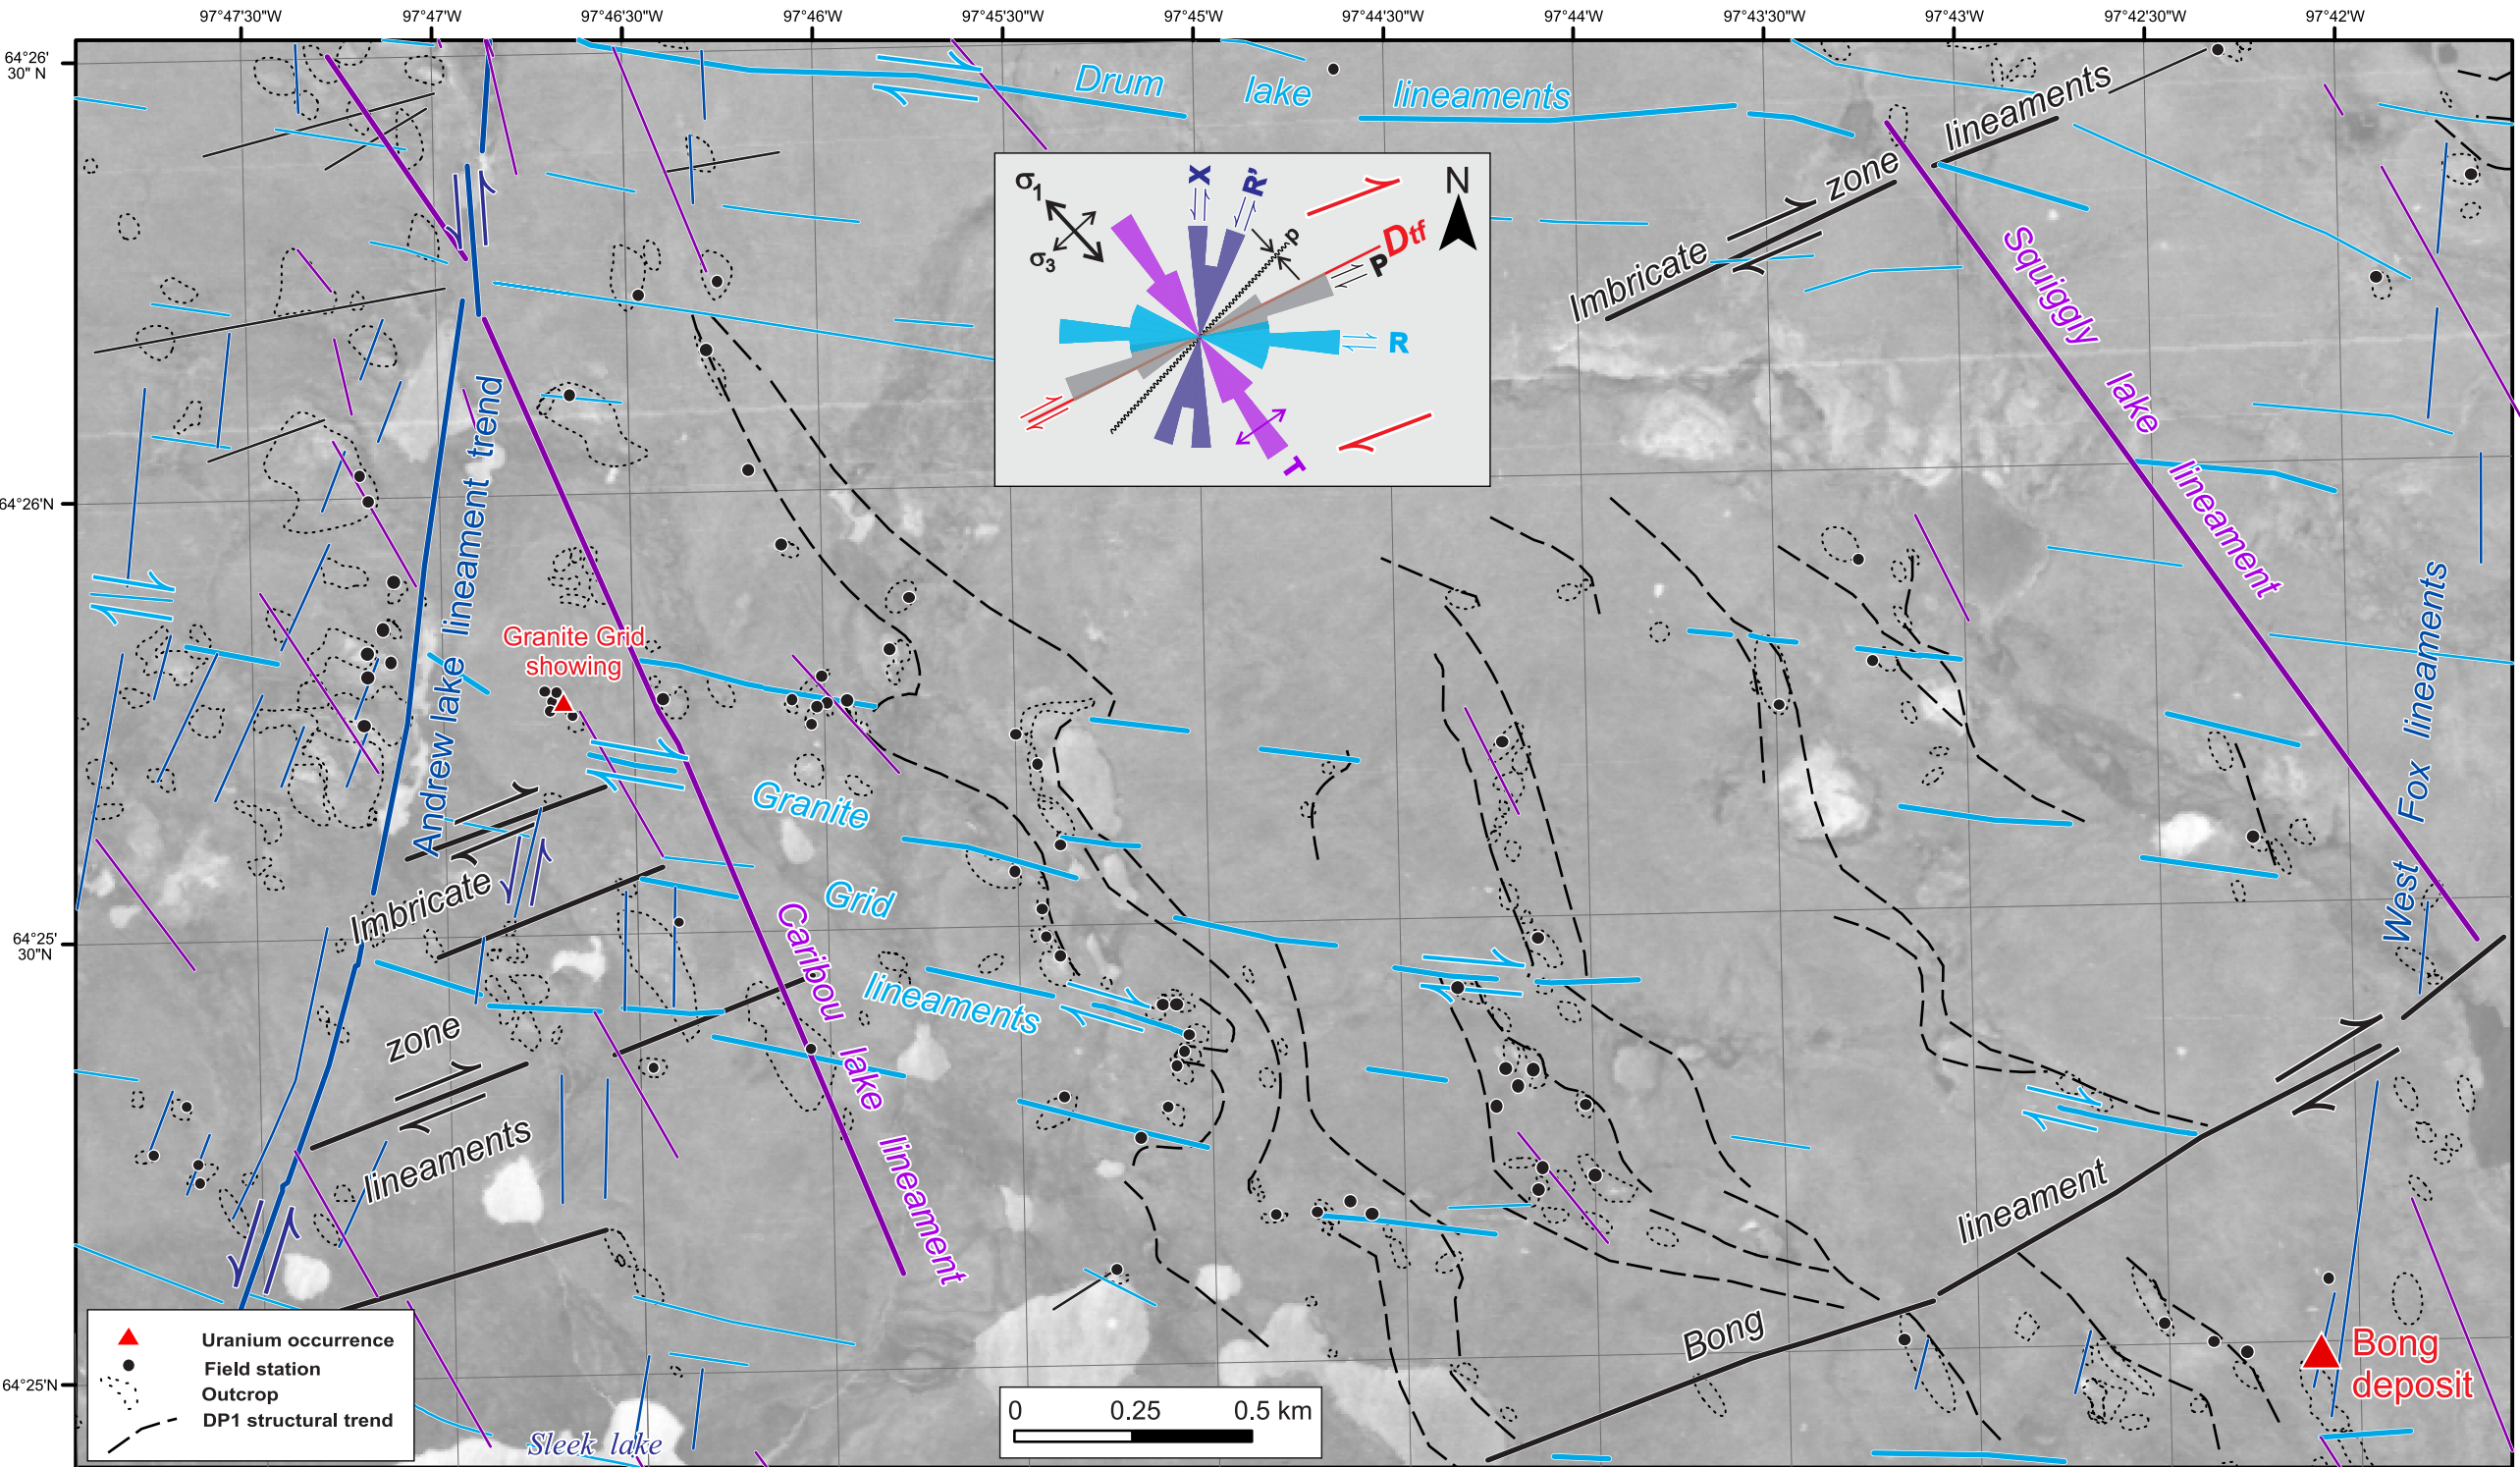 97°47'30"W 97°47'W 97°46'30"W 97°46'W 97°45'30"W 97°45'W 97°44'30"W 97°44'W 97°43'30"W 97°43'W 97°42'30"W 97°42'W
64°26'
30" N
64°26'N
64°25'
30"N
64°25'N
Drum lake lineaments
Imbricate zone lineaments
σ1
σ3
X
R'
p
Dtf
P
R
T
N
Squiggly lake lineament
Andrew lake lineament trend
Granite Grid
showing
West Fox lineaments
Granite
Grid
lineaments
Imbricate
zone
lineaments
Caribou lake lineament
Bong lineament
Bong
deposit
Uranium occurrence
Field station
Outcrop
DP1 structural trend
Sleek lake
0 0.25 0.5 km